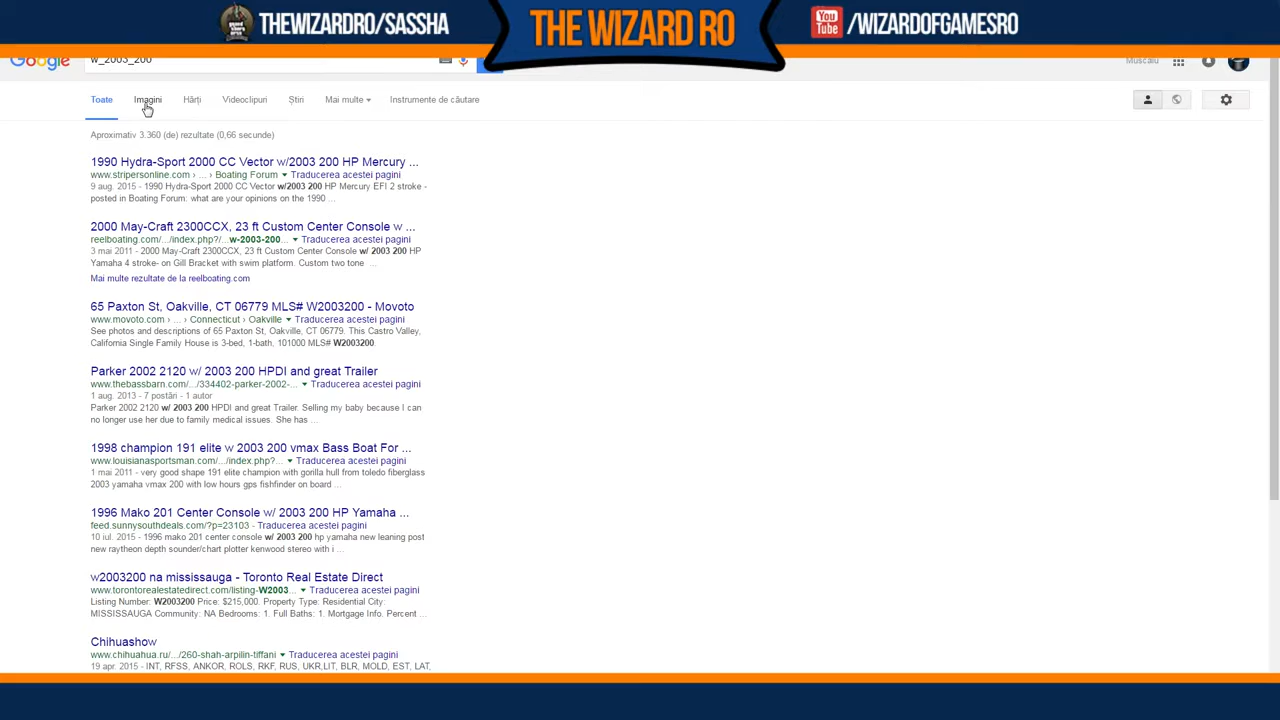 THEWIZARDRO/SASSHA
THE WIZARD RO
You Tube /WIZARDOFGAMESRO
Google w_2003_200 Muscalu
Toate Imagini Hărți Videoclipuri Știri Mai multe Instrumente de căutare
Aproximativ 3.360 (de) rezultate (0,66 secunde)
1990 Hydra-Sport 2000 CC Vector w/2003 200 HP Mercury ...
www.stripersonline.com › ... › Boating Forum Traducerea acestei pagini
9 aug. 2015 - 1990 Hydra-Sport 2000 CC Vector w/2003 200 HP Mercury EFI 2 stroke -
posted in Boating Forum: what are your opinions on the 1990 ...
2000 May-Craft 2300CCX, 23 ft Custom Center Console w ...
reelboating.com/.../index.php?/...w-2003-200... Traducerea acestei pagini
3 mai 2011 - 2000 May-Craft 2300CCX, 23 ft Custom Center Console w/ 2003 200 HP
Yamaha 4 stroke- on Gill Bracket with swim platform. Custom two tone ...
Mai multe rezultate de la reelboating.com
65 Paxton St, Oakville, CT 06779 MLS# W2003200 - Movoto
www.movoto.com › ... › Connecticut › Oakville Traducerea acestei pagini
See photos and descriptions of 65 Paxton St, Oakville, CT 06779. This Castro Valley,
California Single Family House is 3-bed, 1-bath, 101000 MLS# W2003200.
Parker 2002 2120 w/ 2003 200 HPDI and great Trailer
www.thebassbarn.com/.../334402-parker-2002-... Traducerea acestei pagini
1 aug. 2013 - 7 postări - 1 autor
Parker 2002 2120 w/ 2003 200 HPDI and great Trailer. Selling my baby because I can
no longer use her due to family medical issues. She has ...
1998 champion 191 elite w 2003 200 vmax Bass Boat For ...
www.louisianasportsman.com/.../index.php?... Traducerea acestei pagini
1 mai 2011 - very good shape 191 elite champion with gorilla hull from toledo fiberglass
2003 yamaha vmax 200 with low hours gps fishfinder on board ...
1996 Mako 201 Center Console w/ 2003 200 HP Yamaha ...
feed.sunnysouthdeals.com/?p=23103 - Traducerea acestei pagini
10 iul. 2015 - 1996 mako 201 center console w/ 2003 200 hp yamaha new leaning post
new raytheon depth sounder/chart plotter kenwood stereo with i ...
w2003200 na mississauga - Toronto Real Estate Direct
www.torontorealestatedirect.com/listing-W2003... Traducerea acestei pagini
Listing Number: W2003200 Price: $215,000. Property Type: Residential City:
MISSISSAUGA Community: NA Bedrooms: 1. Full Baths: 1. Mortgage Info. Percent ...
Chihuashow
www.chihuahua.ru/.../260-shah-arpilin-tiffani Traducerea acestei pagini
19 apr. 2015 - INT, RFSS, ANKOR, ROLS, RKF, RUS, UKR,LIT, BLR, MOLD, EST, LAT,